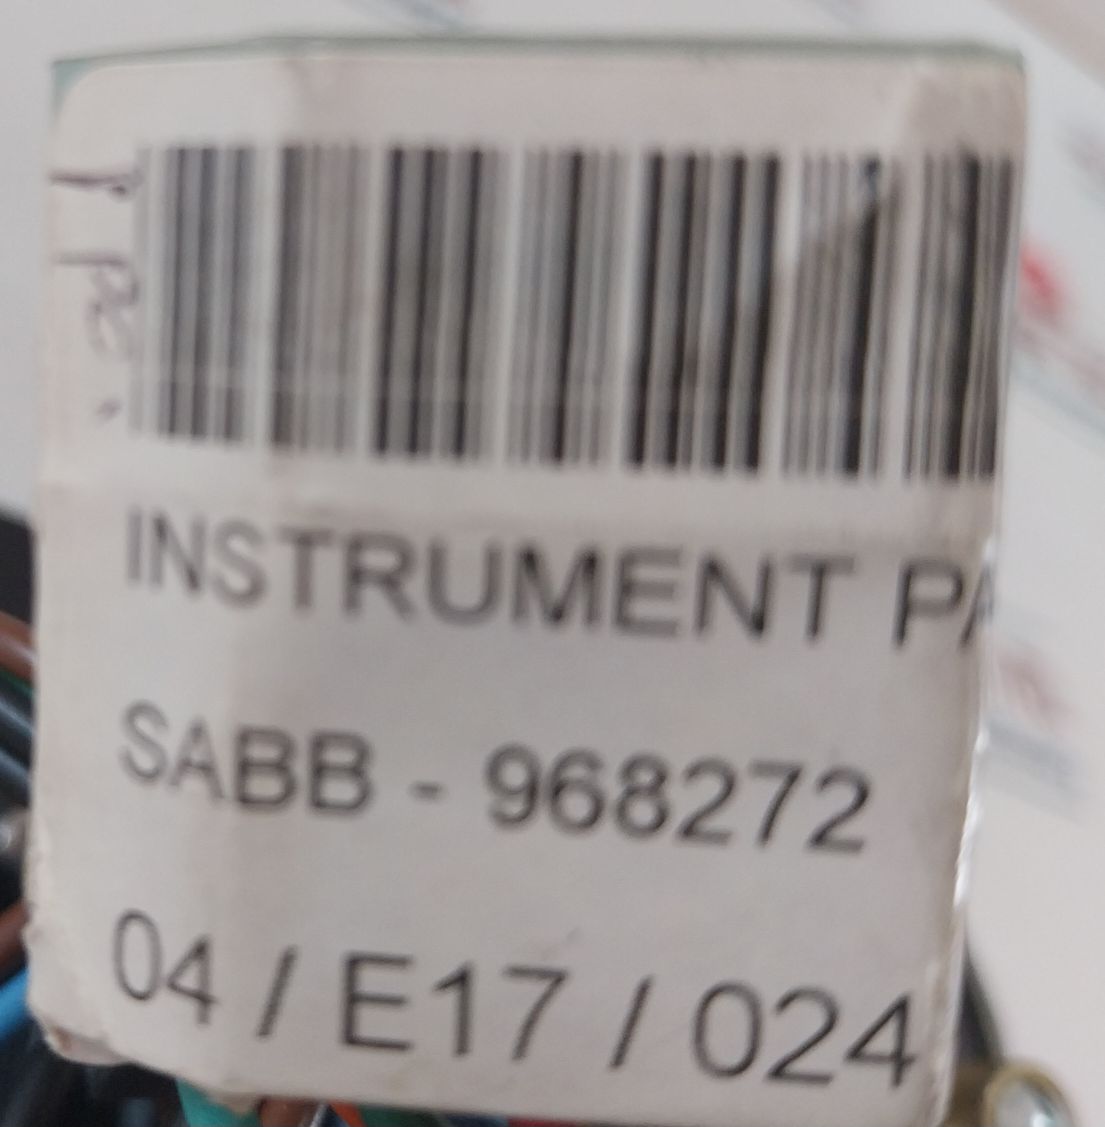 INSTRUMENT PA
SABB - 968272
04 / E17 / 024